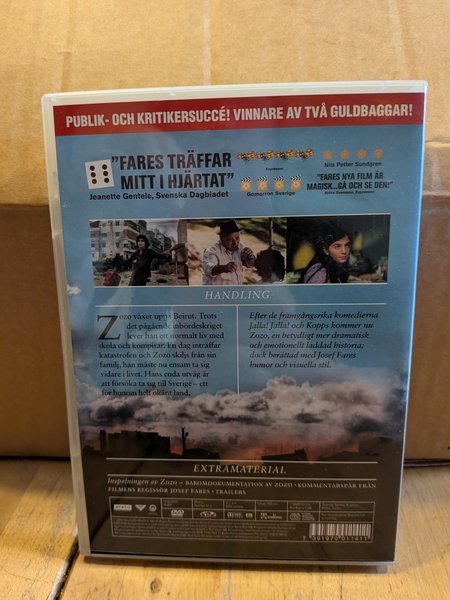 PUBLIK- OCH KRITIKERSUCCÉ! VINNARE AV TVÅ GULDBAGGAR!
"FARES TRÄFFAR
MITT I HJÄRTAT"
Jeanette Gentele, Svenska Dagbladet
Expressen
Gomorron Sverige
Nils Petter Sundgren
"FARES NYA FILM ÄR
MAGISK...GÅ OCH SE DEN!"
Expressen
HANDLING
Zozo växer upp i Beirut. Trots
det pågående inbördeskriget
lever han ett normalt liv med
skola och kompisar. En dag inträffar
katastrofen och Zozo skiljs från sin
familj, han måste nu ensam ta sig
vidare i livet. Hans enda utväg är
att försöka ta sig till Sverige – ett
för honom helt okänt land.
Efter de framgångsrika komedierna
Jalla! Jalla! och Kopps kommer nu
Zozo, en betydligt mer dramatisk
och emotionellt laddad historia;
dock berättad med Josef Fares
humor och visuella stil.
EXTRAMATERIAL
Inspelningen av Zozo – BAKOMDOKUMENTATION AV ZOZO • KOMMENTARSPÅR FRÅN
FILMENS REGISSÖR JOSEF FARES • TRAILERS
DVD